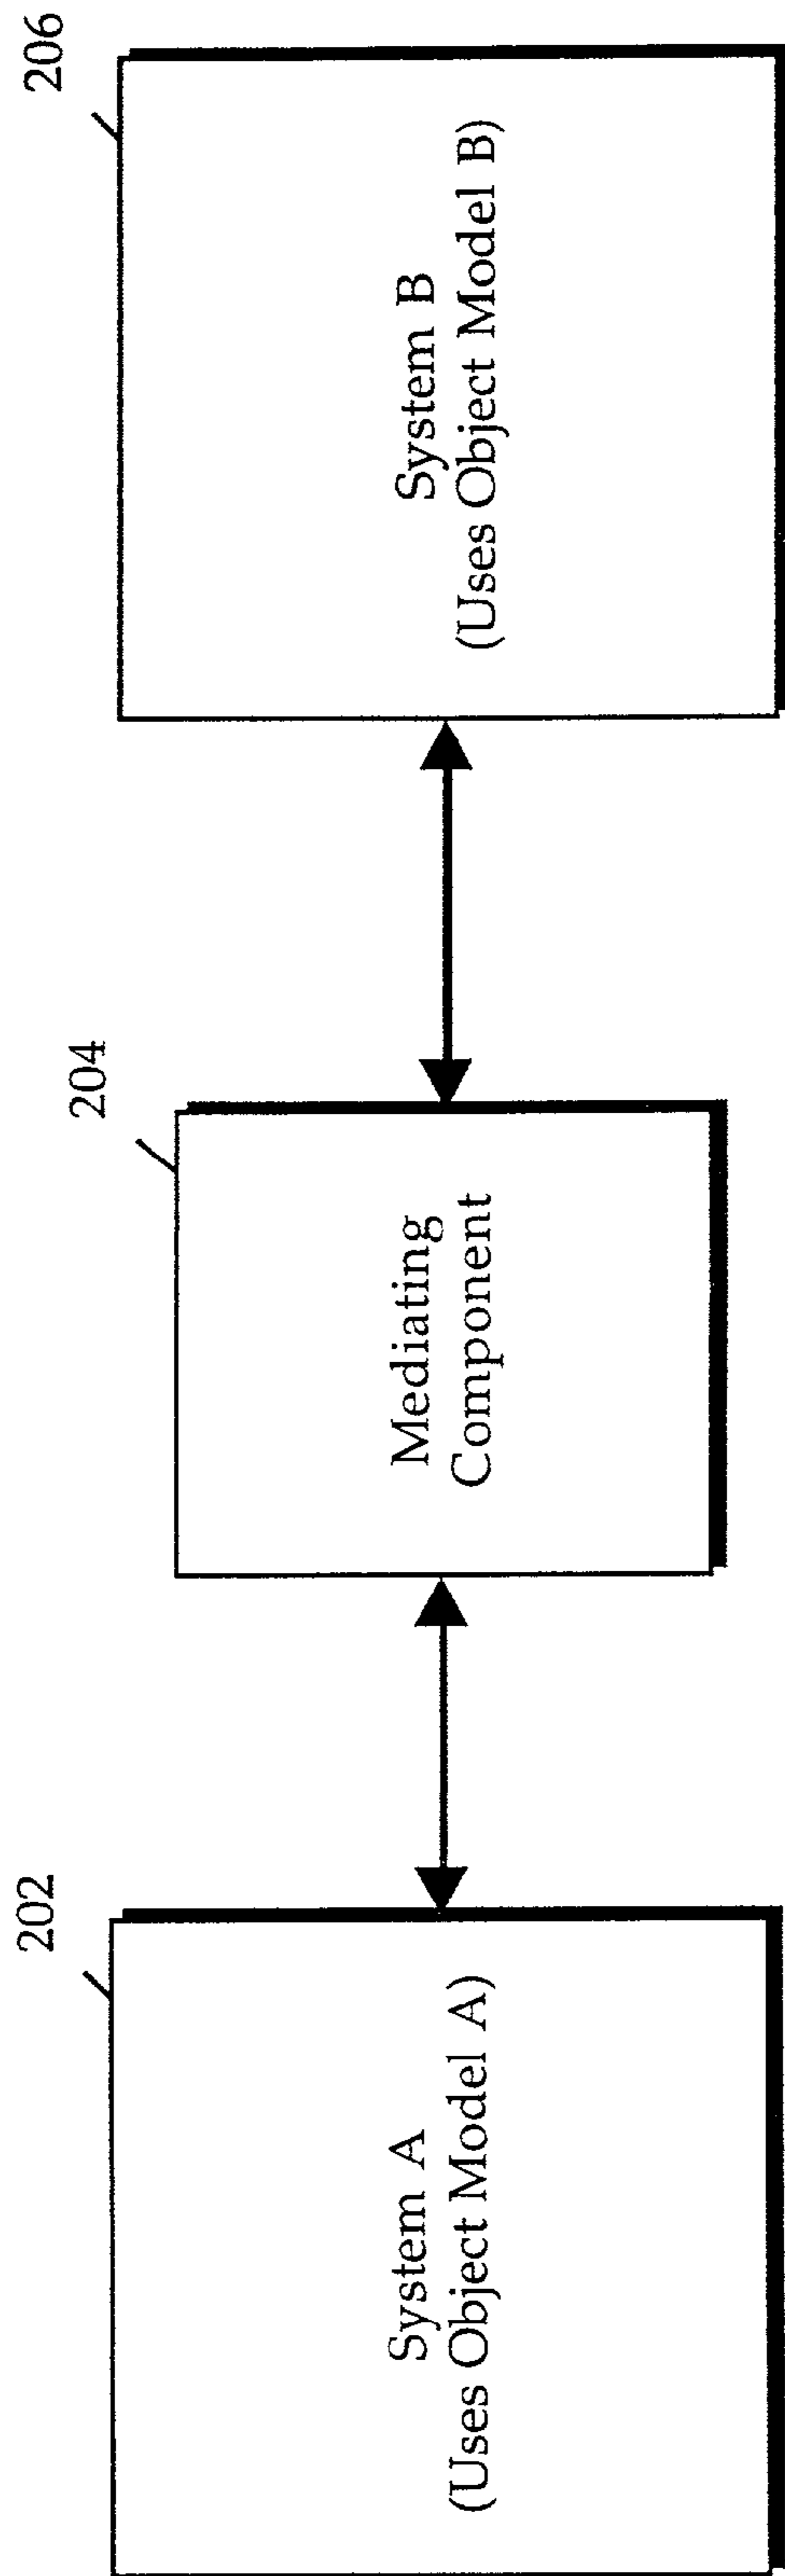 202
System A
(Uses Object Model A)
204
Mediating
Component
206
System B
(Uses Object Model B)